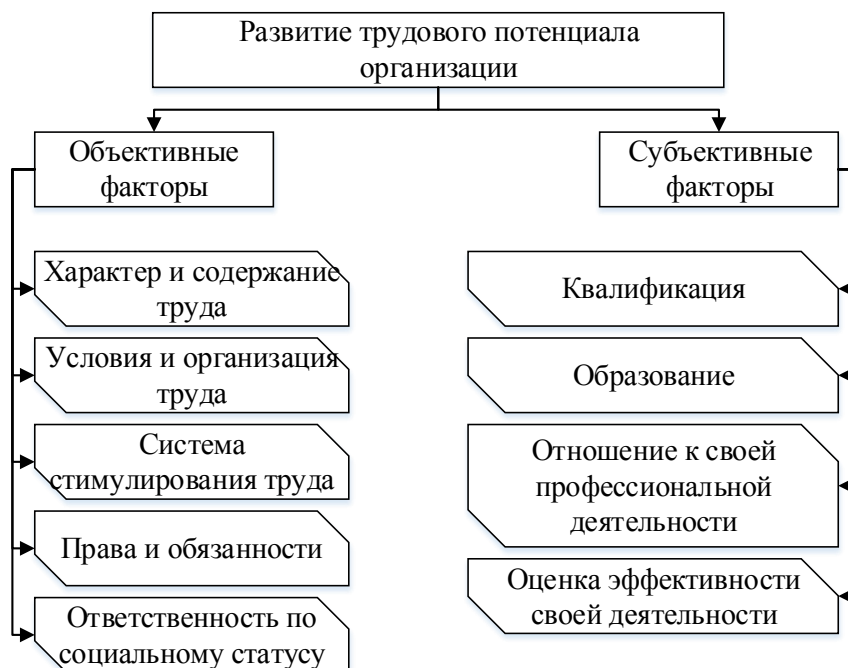 Развитие трудового потенциала
организации
Объективные
факторы
Субъективные
факторы
Характер и содержание
труда
Условия и организация
труда
Система
стимулирования труда
Права и обязанности
Ответственность по
социальному статусу
Квалификация
Образование
Отношение к своей
профессиональной
деятельности
Оценка эффективности
своей деятельности